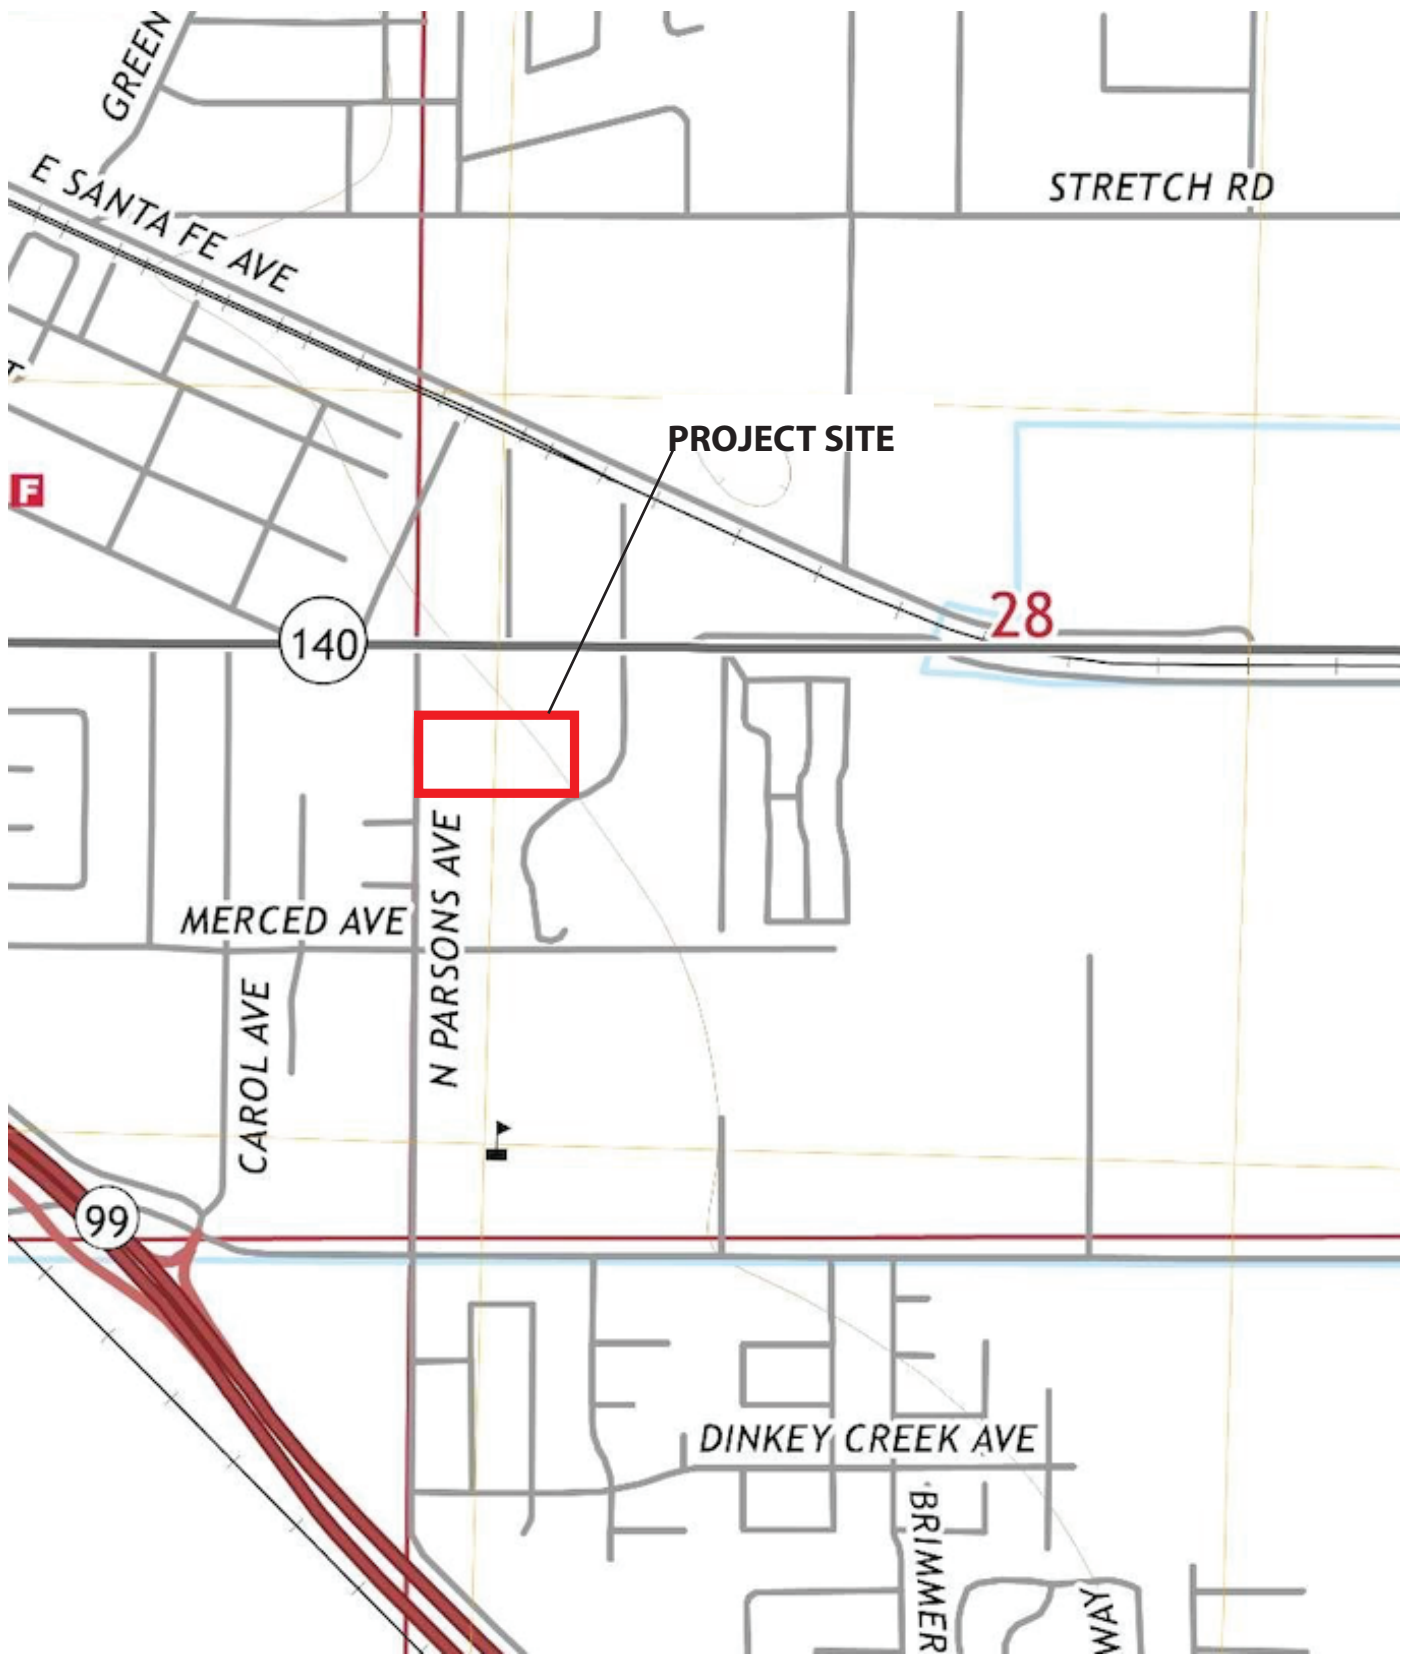 GREEN
STRETCH RD
E SANTA FE AVE
PROJECT SITE
F
28
140
N PARSONS AVE
MERCED AVE
CAROL AVE
99
DINKEY CREEK AVE
BRIMMER
WAY